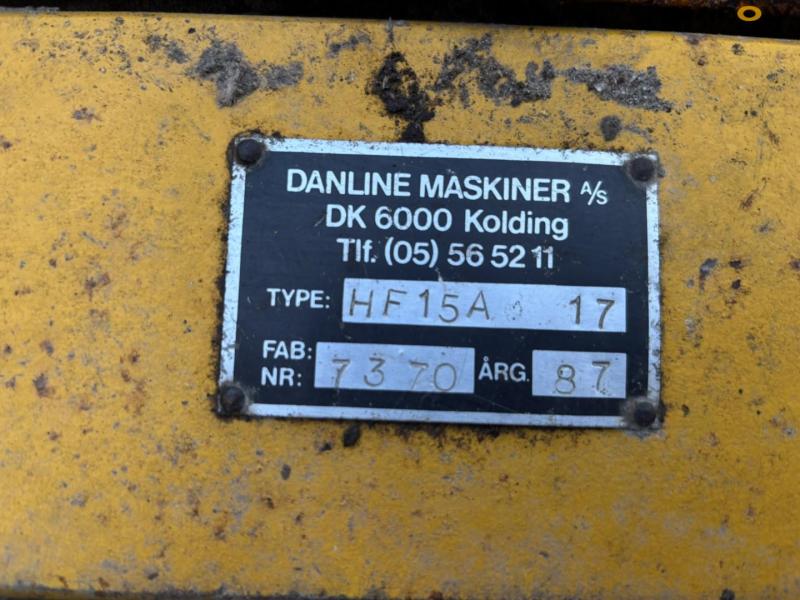 DANLINE MASKINER A/S
DK 6000 Kolding
Tlf. (05) 56 52 11
TYPE: HF15A 17
FAB: NR: 7370 ÅRG. 87